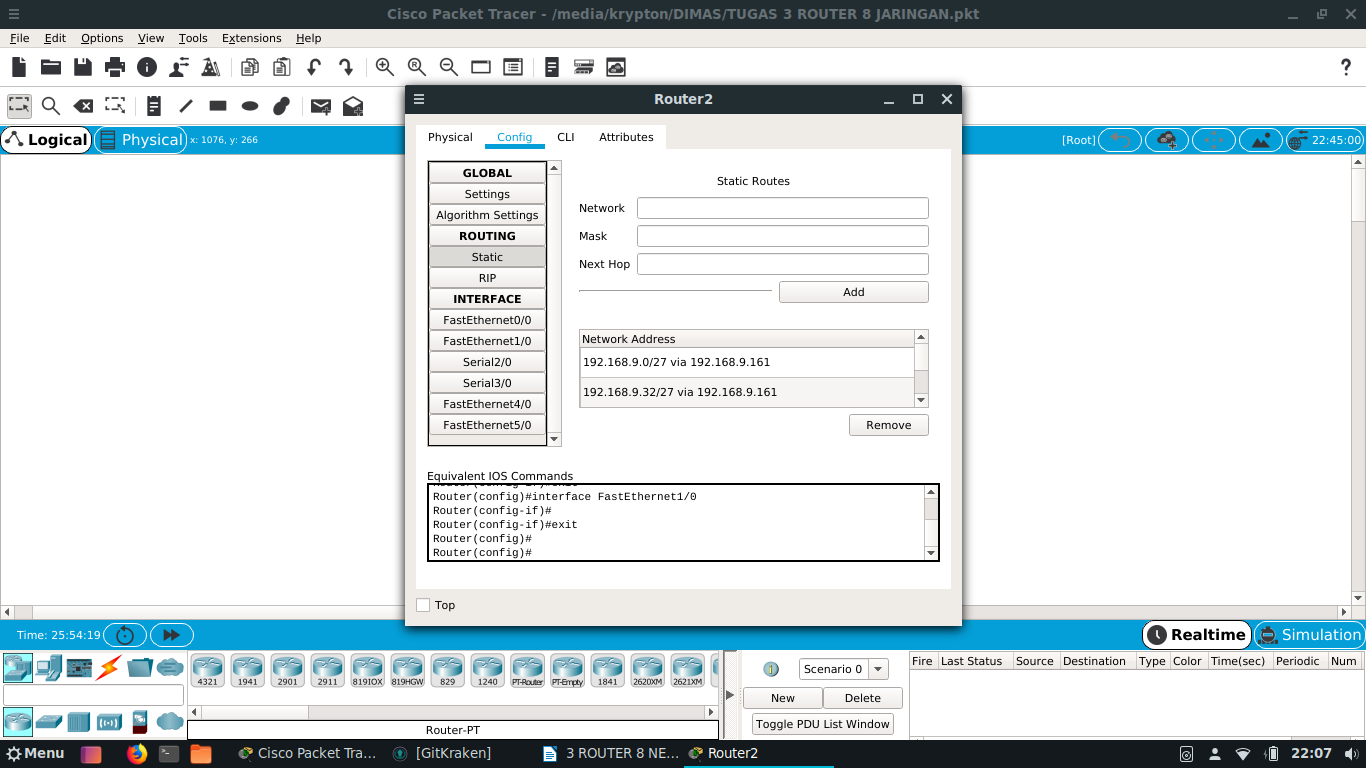 Cisco Packet Tracer - /media/krypton/DIMAS/TUGAS 3 ROUTER 8 JARINGAN.pkt
File Edit Options View Tools Extensions Help
?
Logical Physical x: 1076, y: 266
[Root] 22:45:00
Router2
Physical Config CLI Attributes
GLOBAL
Settings
Algorithm Settings
ROUTING
Static
RIP
INTERFACE
FastEthernet0/0
FastEthernet1/0
Serial2/0
Serial3/0
FastEthernet4/0
FastEthernet5/0
Static Routes
Network
Mask
Next Hop
Add
Network Address
192.168.9.0/27 via 192.168.9.161
192.168.9.32/27 via 192.168.9.161
Remove
Equivalent IOS Commands
Router(config)#interface FastEthernet1/0
Router(config-if)#
Router(config-if)#exit
Router(config)#
Router(config)#
Top
Time: 25:54:19
Realtime Simulation
4321 1941 2901 2911 819IOX 819HGW 829 1240 PT-Router PT-Empty 1841 2620XM 2621XM
Router-PT
Scenario 0
New Delete
Toggle PDU List Window
Fire Last Status Source Destination Type Color Time(sec) Periodic Num
Menu Cisco Packet Tra... [GitKraken] 3 ROUTER 8 NE... Router2 22:07